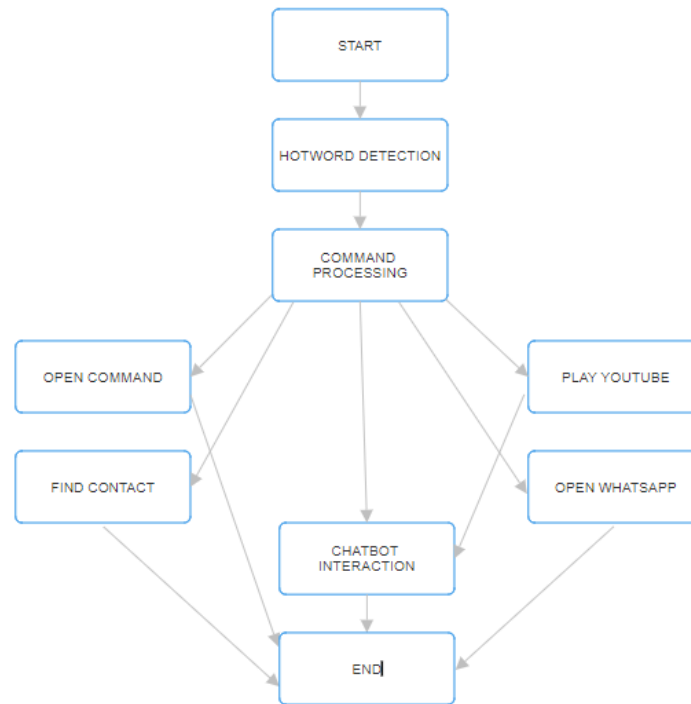 START
HOTWORD DETECTION
COMMAND
PROCESSING
OPEN COMMAND
PLAY YOUTUBE
FIND CONTACT
OPEN WHATSAPP
CHATBOT
INTERACTION
END